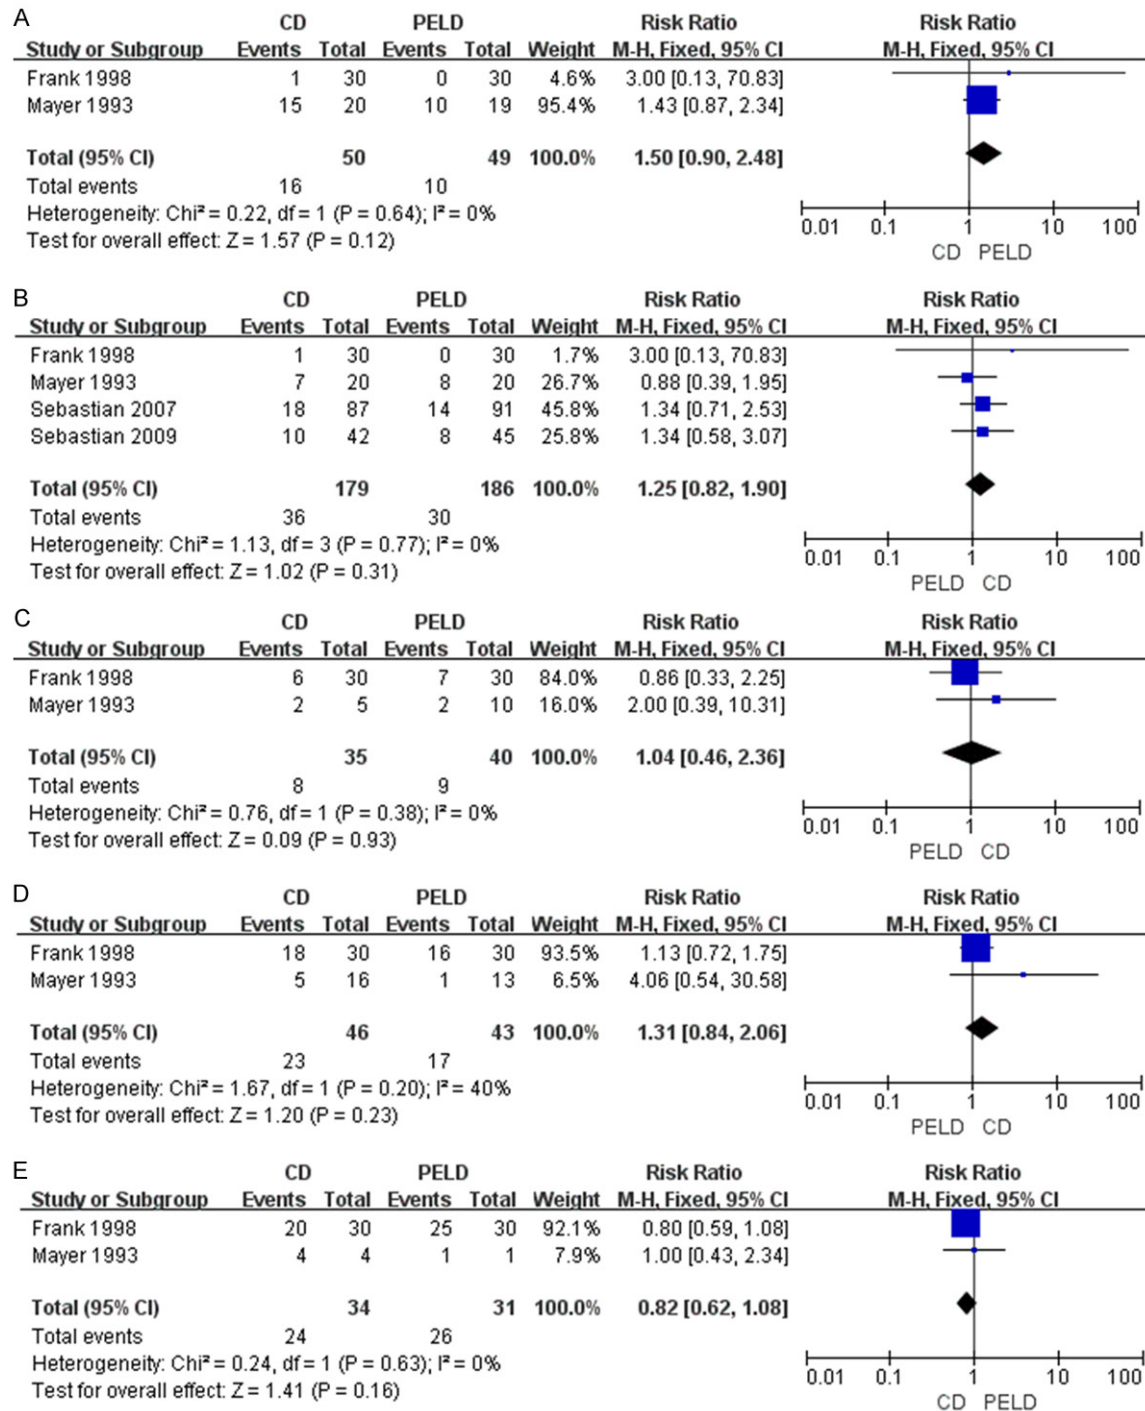 A
CD PELD Risk Ratio Risk Ratio
Study or Subgroup Events Total Events Total Weight M-H, Fixed, 95% CI M-H, Fixed, 95% CI
Frank 1998 1 30 0 30 4.6% 3.00 [0.13, 70.83]
Mayer 1993 15 20 10 19 95.4% 1.43 [0.87, 2.34]
Total (95% CI) 50 49 100.0% 1.50 [0.90, 2.48]
Total events 16 10
Heterogeneity: Chi² = 0.22, df = 1 (P = 0.64); I² = 0%
Test for overall effect: Z = 1.57 (P = 0.12)
0.01 0.1 1 10 100
CD PELD
B
CD PELD Risk Ratio Risk Ratio
Study or Subgroup Events Total Events Total Weight M-H, Fixed, 95% CI M-H, Fixed, 95% CI
Frank 1998 1 30 0 30 1.7% 3.00 [0.13, 70.83]
Mayer 1993 7 20 8 20 26.7% 0.88 [0.39, 1.95]
Sebastian 2007 18 87 14 91 45.8% 1.34 [0.71, 2.53]
Sebastian 2009 10 42 8 45 25.8% 1.34 [0.58, 3.07]
Total (95% CI) 179 186 100.0% 1.25 [0.82, 1.90]
Total events 36 30
Heterogeneity: Chi² = 1.13, df = 3 (P = 0.77); I² = 0%
Test for overall effect: Z = 1.02 (P = 0.31)
0.01 0.1 1 10 100
PELD CD
C
CD PELD Risk Ratio Risk Ratio
Study or Subgroup Events Total Events Total Weight M-H, Fixed, 95% CI M-H, Fixed, 95% CI
Frank 1998 6 30 7 30 84.0% 0.86 [0.33, 2.25]
Mayer 1993 2 5 2 10 16.0% 2.00 [0.39, 10.31]
Total (95% CI) 35 40 100.0% 1.04 [0.46, 2.36]
Total events 8 9
Heterogeneity: Chi² = 0.76, df = 1 (P = 0.38); I² = 0%
Test for overall effect: Z = 0.09 (P = 0.93)
0.01 0.1 1 10 100
PELD CD
D
CD PELD Risk Ratio Risk Ratio
Study or Subgroup Events Total Events Total Weight M-H, Fixed, 95% CI M-H, Fixed, 95% CI
Frank 1998 18 30 16 30 93.5% 1.13 [0.72, 1.75]
Mayer 1993 5 16 1 13 6.5% 4.06 [0.54, 30.58]
Total (95% CI) 46 43 100.0% 1.31 [0.84, 2.06]
Total events 23 17
Heterogeneity: Chi² = 1.67, df = 1 (P = 0.20); I² = 40%
Test for overall effect: Z = 1.20 (P = 0.23)
0.01 0.1 1 10 100
PELD CD
E
CD PELD Risk Ratio Risk Ratio
Study or Subgroup Events Total Events Total Weight M-H, Fixed, 95% CI M-H, Fixed, 95% CI
Frank 1998 20 30 25 30 92.1% 0.80 [0.59, 1.08]
Mayer 1993 4 4 1 1 7.9% 1.00 [0.43, 2.34]
Total (95% CI) 34 31 100.0% 0.82 [0.62, 1.08]
Total events 24 26
Heterogeneity: Chi² = 0.24, df = 1 (P = 0.63); I² = 0%
Test for overall effect: Z = 1.41 (P = 0.16)
0.01 0.1 1 10 100
CD PELD